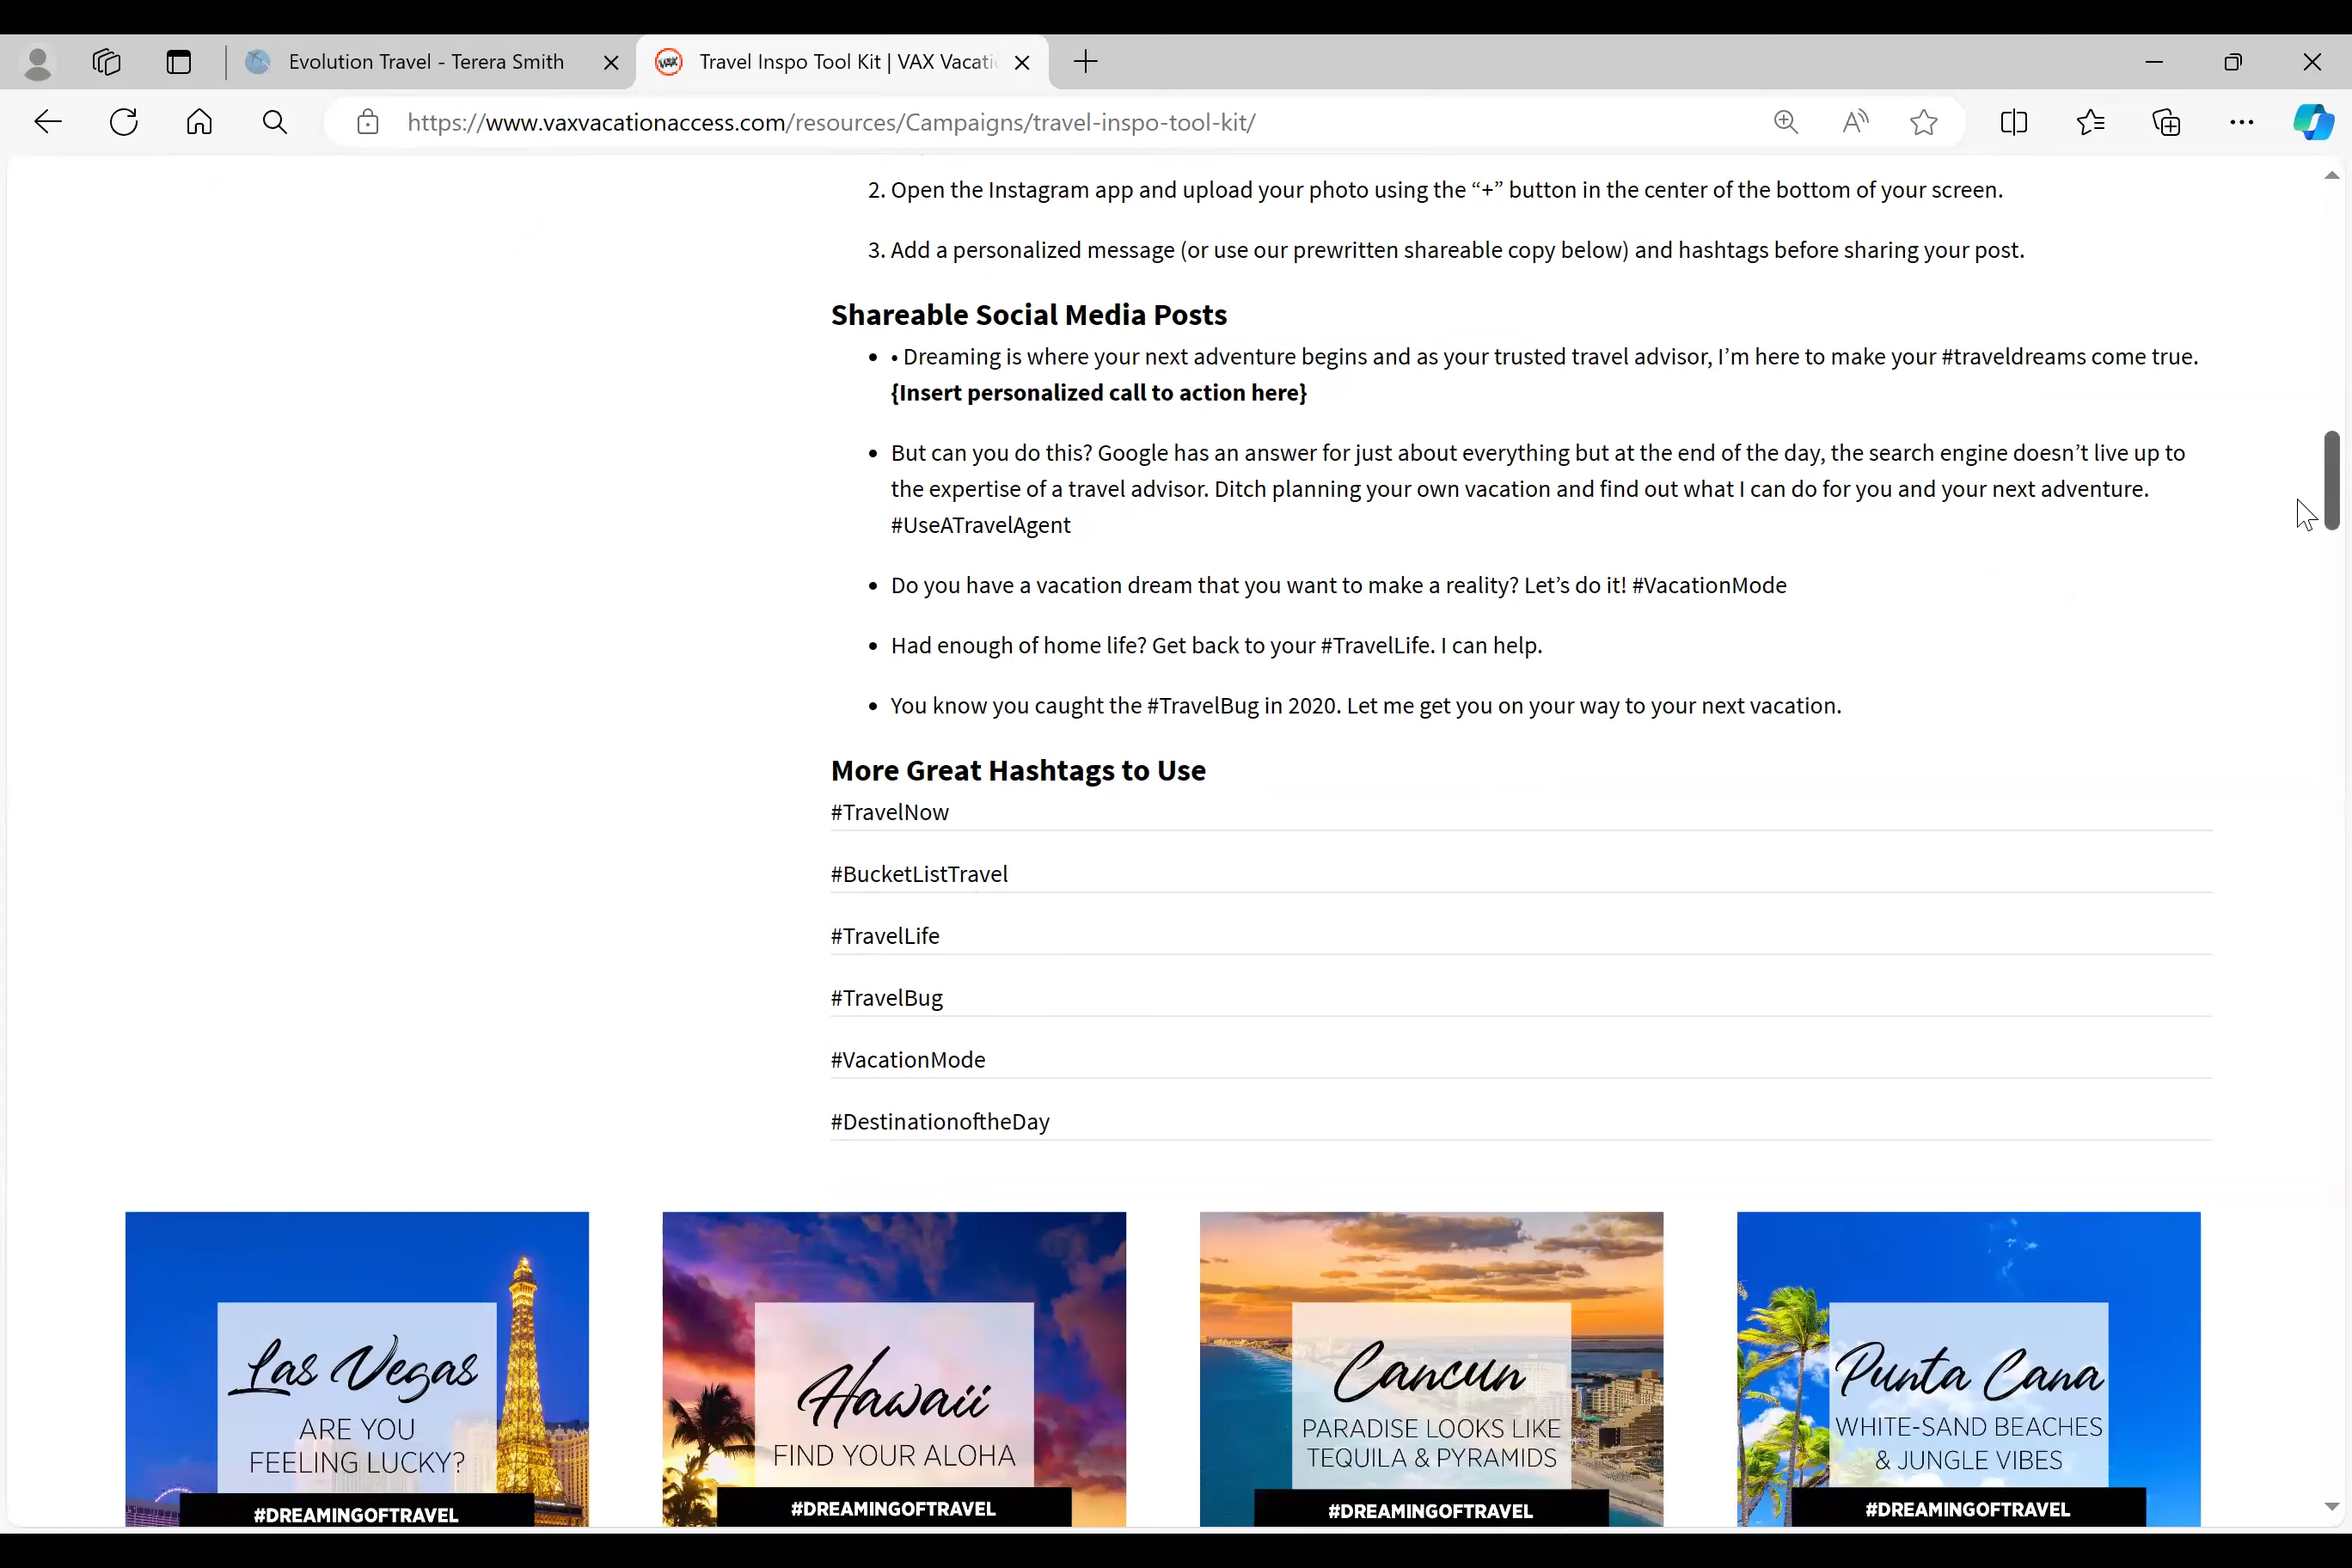 Evolution Travel - Terera Smith
Travel Inspo Tool Kit | VAX Vacati
https://www.vaxvacationaccess.com/resources/Campaigns/travel-inspo-tool-kit/
2. Open the Instagram app and upload your photo using the “+” button in the center of the bottom of your screen.
3. Add a personalized message (or use our prewritten shareable copy below) and hashtags before sharing your post.
Shareable Social Media Posts
• • Dreaming is where your next adventure begins and as your trusted travel advisor, I’m here to make your #traveldreams come true.
{Insert personalized call to action here}
• But can you do this? Google has an answer for just about everything but at the end of the day, the search engine doesn’t live up to
the expertise of a travel advisor. Ditch planning your own vacation and find out what I can do for you and your next adventure.
#UseATravelAgent
• Do you have a vacation dream that you want to make a reality? Let’s do it! #VacationMode
• Had enough of home life? Get back to your #TravelLife. I can help.
• You know you caught the #TravelBug in 2020. Let me get you on your way to your next vacation.
More Great Hashtags to Use
#TravelNow
#BucketListTravel
#TravelLife
#TravelBug
#VacationMode
#DestinationoftheDay
Las Vegas
ARE YOU
FEELING LUCKY?
#DREAMINGOFTRAVEL
Hawaii
FIND YOUR ALOHA
#DREAMINGOFTRAVEL
Cancun
PARADISE LOOKS LIKE
TEQUILA & PYRAMIDS
#DREAMINGOFTRAVEL
Punta Cana
WHITE-SAND BEACHES
& JUNGLE VIBES
#DREAMINGOFTRAVEL